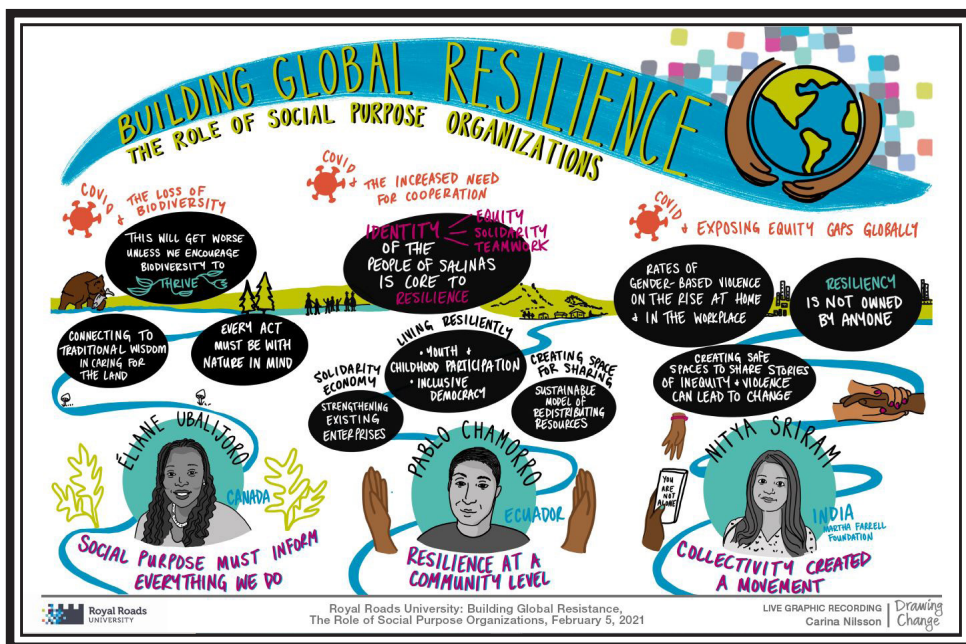 BUILDING GLOBAL RESILIENCE
THE ROLE OF SOCIAL PURPOSE ORGANIZATIONS
COVID
& THE LOSS OF
BIODIVERSITY
THIS WILL GET WORSE
UNLESS WE ENCOURAGE
BIODIVERSITY TO
THRIVE
CONNECTING TO
TRADITIONAL WISDOM
IN CARING FOR
THE LAND
EVERY ACT
MUST BE WITH
NATURE IN MIND
ÉLIANE UBALIJORO
CANADA
SOCIAL PURPOSE MUST INFORM
EVERYTHING WE DO
COVID
& THE INCREASED NEED
FOR COOPERATION
IDENTITY
EQUITY
SOLIDARITY
TEAMWORK
OF THE
PEOPLE OF SALINAS
IS CORE TO
RESILIENCE
LIVING RESILIENTLY
• YOUTH &
CHILDHOOD PARTICIPATION
• INCLUSIVE
DEMOCRACY
SOLIDARITY
ECONOMY
STRENGTHENING
EXISTING
ENTERPRISES
CREATING SPACE
FOR SHARING
SUSTAINABLE
MODEL OF
REDISTRIBUTING
RESOURCES
PABLO CHAMORRO
ECUADOR
RESILIENCE AT A
COMMUNITY LEVEL
COVID
& EXPOSING EQUITY GAPS GLOBALLY
RATES OF
GENDER-BASED VIOLENCE
ON THE RISE AT HOME
& IN THE WORKPLACE
RESILIENCY
IS NOT OWNED
BY ANYONE
CREATING SAFE
SPACES TO SHARE STORIES
OF INEQUITY & VIOLENCE
CAN LEAD TO CHANGE
YOU
ARE
NOT
ALONE
NITYA SRIRAM
INDIA
MARTHA FARRELL
FOUNDATION
COLLECTIVITY CREATED
A MOVEMENT
Royal Roads
UNIVERSITY
Royal Roads University: Building Global Resistance,
The Role of Social Purpose Organizations, February 5, 2021
LIVE GRAPHIC RECORDING
Carina Nilsson
Drawing
Change